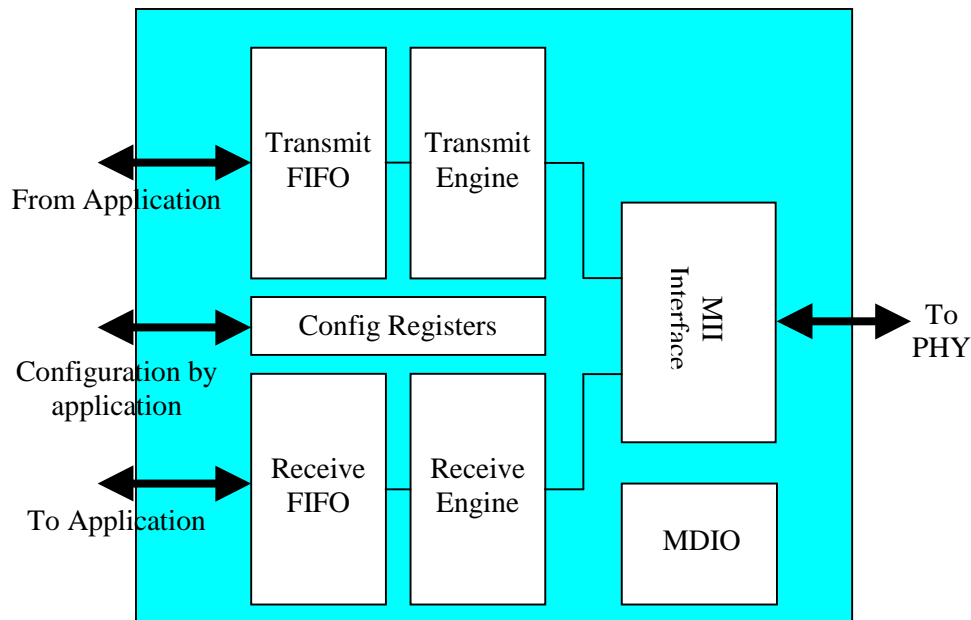 Transmit
FIFO
Transmit
Engine
From Application
MII
Interface
Config Registers
To
PHY
Configuration by
application
Receive
FIFO
Receive
Engine
To Application
MDIO